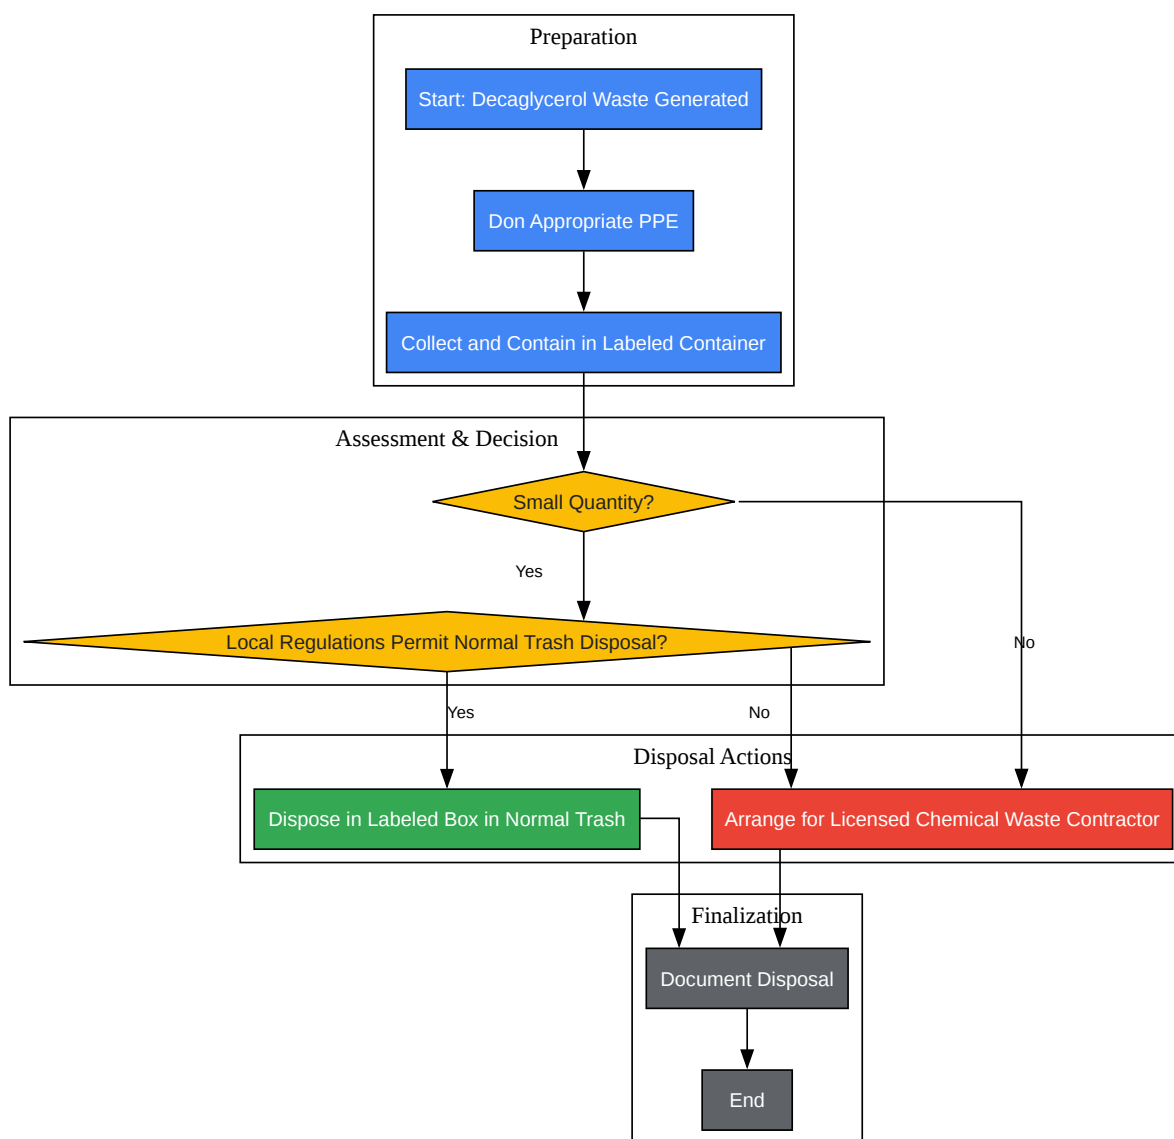 Preparation
Start: Decaglycerol Waste Generated
Don Appropriate PPE
Collect and Contain in Labeled Container
Assessment & Decision
Small Quantity?
Yes
Local Regulations Permit Normal Trash Disposal?
No
Yes
No
Disposal Actions
Dispose in Labeled Box in Normal Trash
Arrange for Licensed Chemical Waste Contractor
Finalization
Document Disposal
End